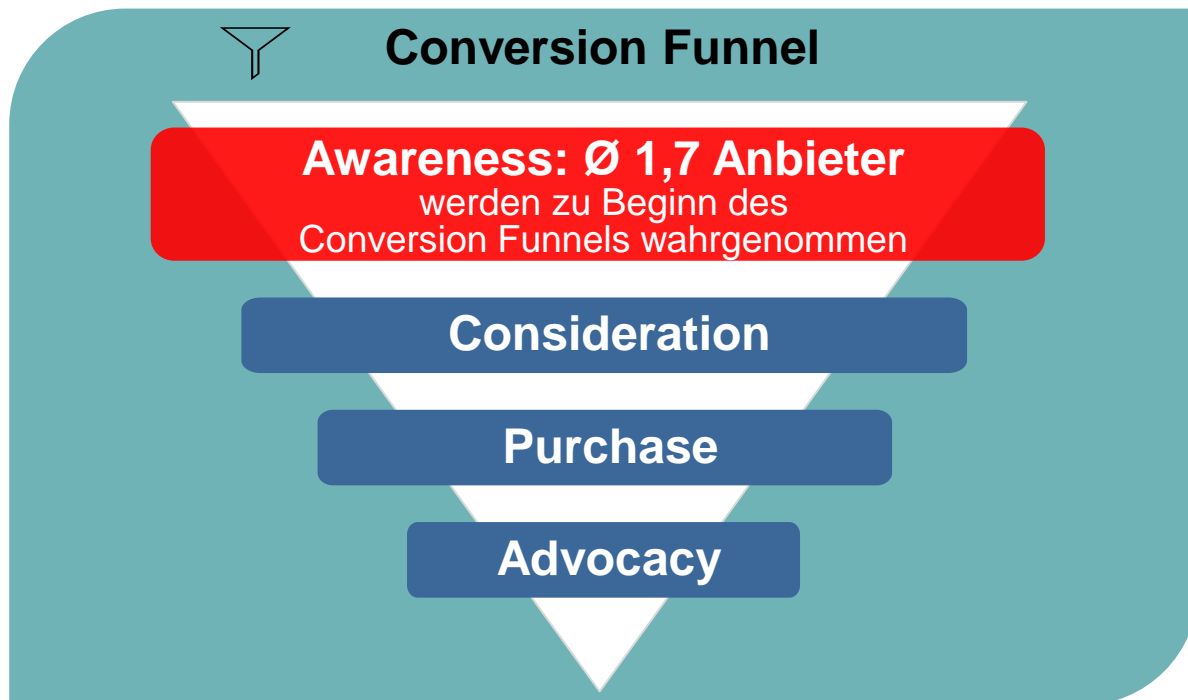 Conversion Funnel
Awareness: Ø 1,7 Anbieter
werden zu Beginn des
Conversion Funnels wahrgenommen
Consideration
Purchase
Advocacy